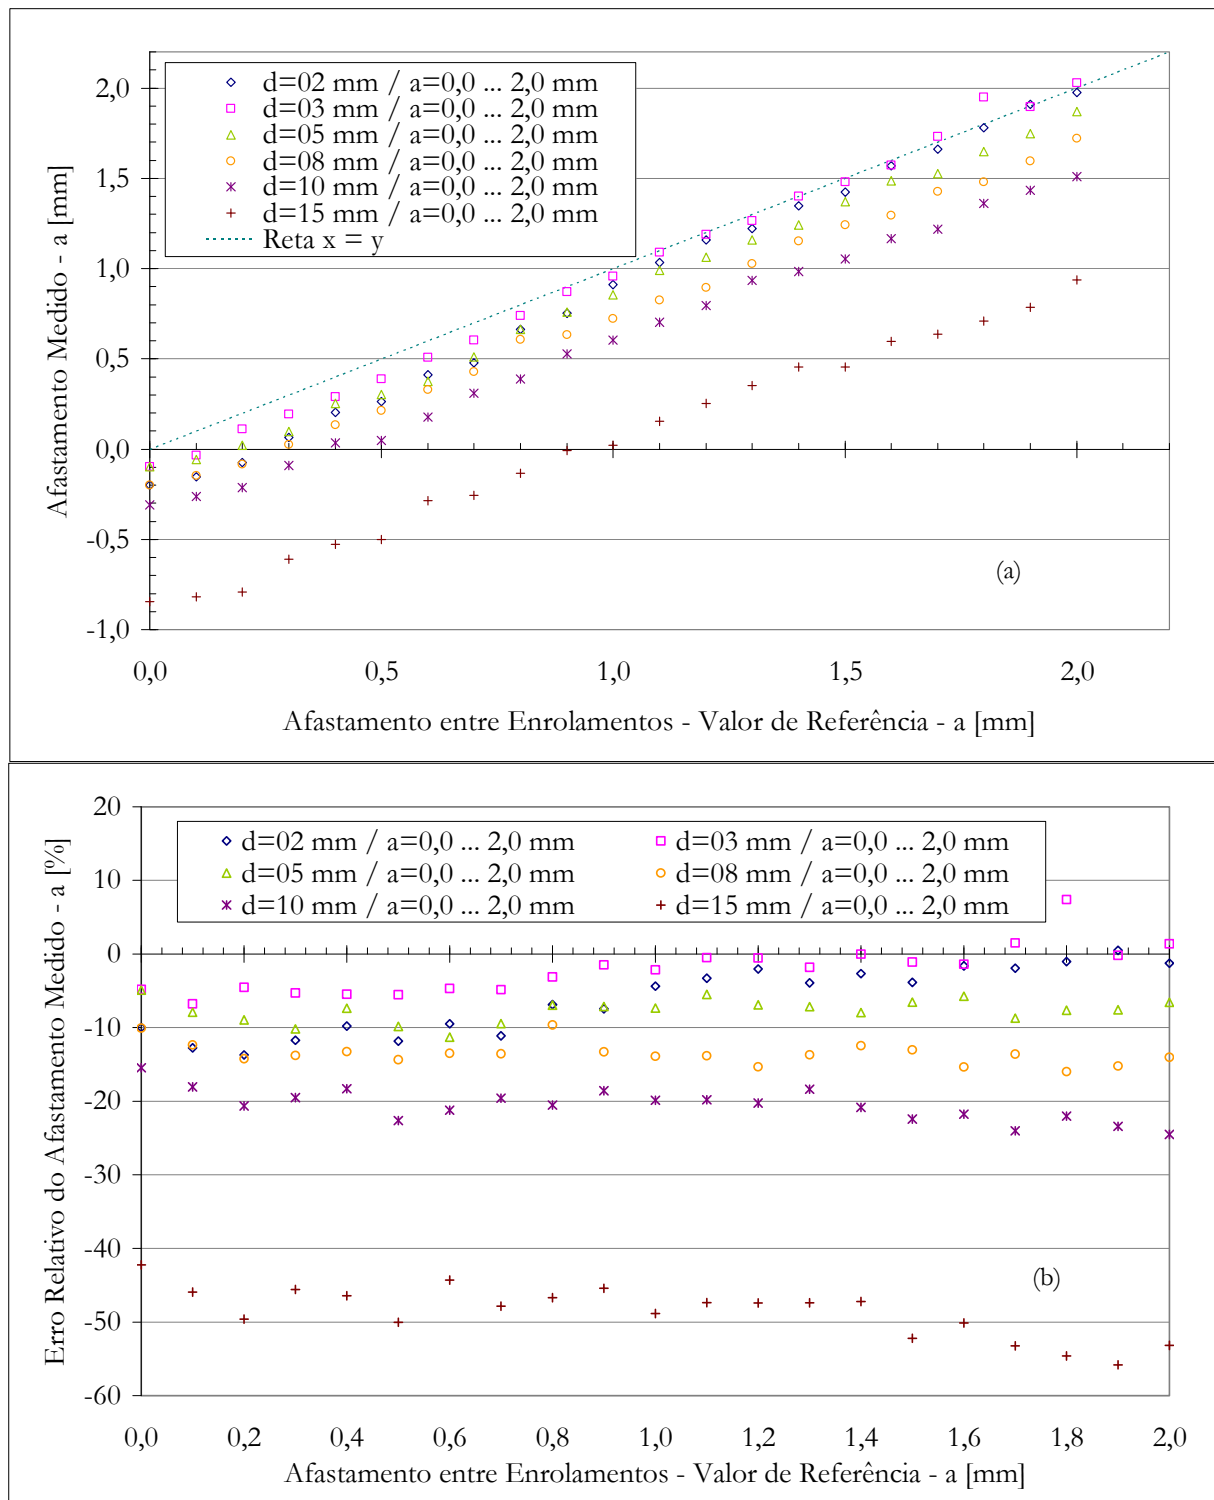 2,0
1,5
1,0
0,5
0,0
-0,5
-1,0
Afastamento Medido - a [mm]
d=02 mm / a=0,0 ... 2,0 mm
d=03 mm / a=0,0 ... 2,0 mm
d=05 mm / a=0,0 ... 2,0 mm
d=08 mm / a=0,0 ... 2,0 mm
d=10 mm / a=0,0 ... 2,0 mm
d=15 mm / a=0,0 ... 2,0 mm
Reta x = y
(a)
0,0 0,5 1,0 1,5 2,0
Afastamento entre Enrolamentos - Valor de Referência - a [mm]
20
10
0
-10
-20
-30
-40
-50
-60
Erro Relativo do Afastamento Medido - a [%]
d=02 mm / a=0,0 ... 2,0 mm d=03 mm / a=0,0 ... 2,0 mm
d=05 mm / a=0,0 ... 2,0 mm d=08 mm / a=0,0 ... 2,0 mm
d=10 mm / a=0,0 ... 2,0 mm d=15 mm / a=0,0 ... 2,0 mm
(b)
0,0 0,2 0,4 0,6 0,8 1,0 1,2 1,4 1,6 1,8 2,0
Afastamento entre Enrolamentos - Valor de Referência - a [mm]